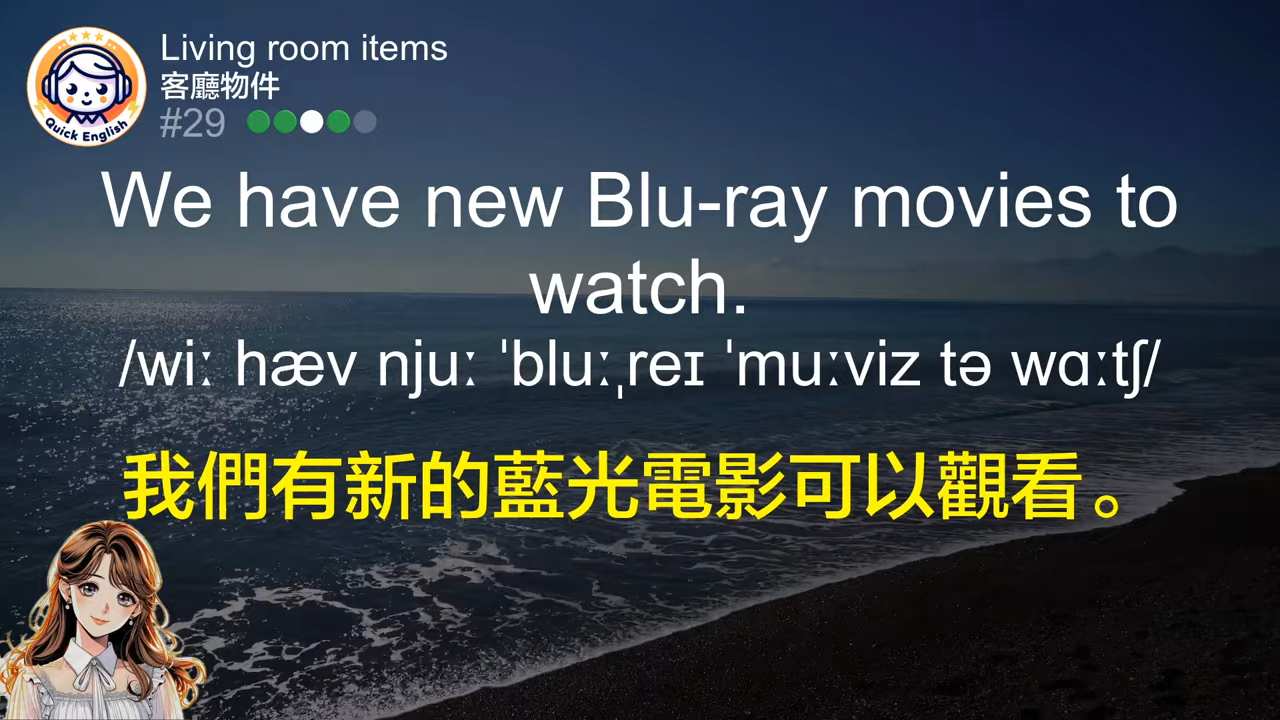 Quick English
Living room items
客廳物件
#29
We have new Blu-ray movies to
watch.
/wiː hæv njuː ˈbluːˌreɪ ˈmuːviz tə wɑːtʃ/
我們有新的藍光電影可以觀看。